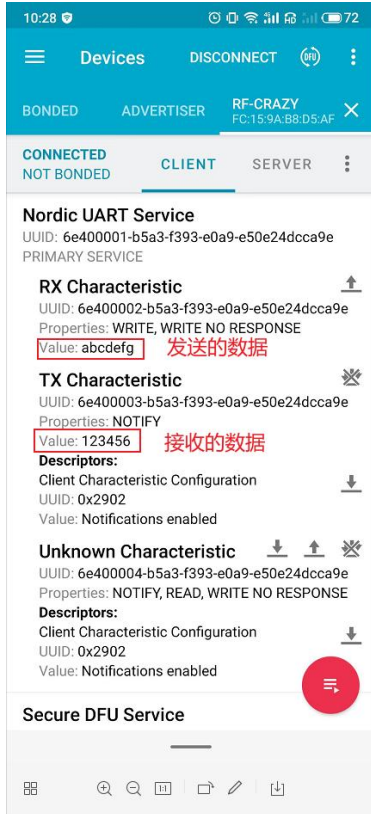 10:28 72
Devices DISCONNECT DFU
BONDED ADVERTISER RF-CRAZY
FC:15:9A:B8:D5:AF
CONNECTED
NOT BONDED CLIENT SERVER
Nordic UART Service
UUID: 6e400001-b5a3-f393-e0a9-e50e24dcca9e
PRIMARY SERVICE
RX Characteristic
UUID: 6e400002-b5a3-f393-e0a9-e50e24dcca9e
Properties: WRITE, WRITE NO RESPONSE
Value: abcdefg 发送的数据
TX Characteristic
UUID: 6e400003-b5a3-f393-e0a9-e50e24dcca9e
Properties: NOTIFY
Value: 123456 接收的数据
Descriptors:
Client Characteristic Configuration
UUID: 0x2902
Value: Notifications enabled
Unknown Characteristic
UUID: 6e400004-b5a3-f393-e0a9-e50e24dcca9e
Properties: NOTIFY, READ, WRITE NO RESPONSE
Descriptors:
Client Characteristic Configuration
UUID: 0x2902
Value: Notifications enabled
Secure DFU Service
1:1